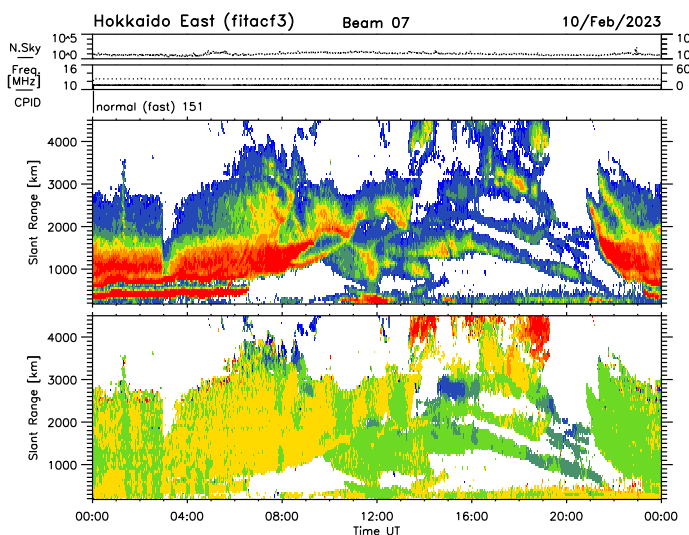 Hokkaido East (fitacf3) Beam 07 10/Feb/2023
N.Sky 10^5 10^0 10 10
Freq. [MHz] 16 10 60 0
CPID normal (fast) 151
Slant Range [km] 4000 3000 2000 1000
Slant Range [km] 4000 3000 2000 1000
00:00 04:00 08:00 12:00 16:00 20:00 00:00
Time UT